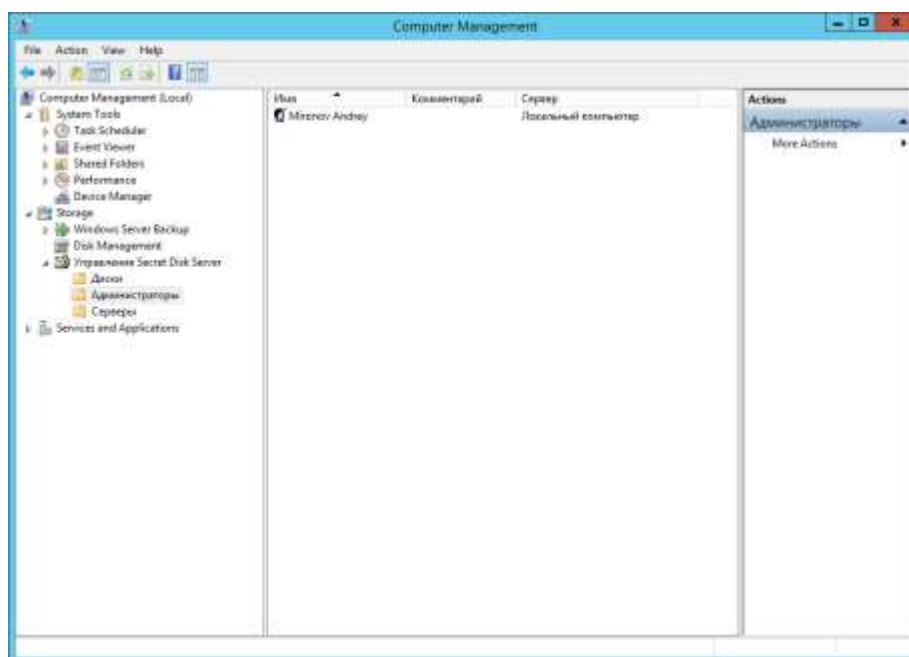 Computer Management
File Action View Help
Computer Management (Local)
System Tools
Task Scheduler
Event Viewer
Shared Folders
Performance
Device Manager
Storage
Windows Server Backup
Disk Management
Управление Secret Disk Server
Диски
Администраторы
Серверы
Services and Applications
Имя Комментарий Сервер
Mironov Andrey Локальный компьютер
Actions
Администраторы
More Actions